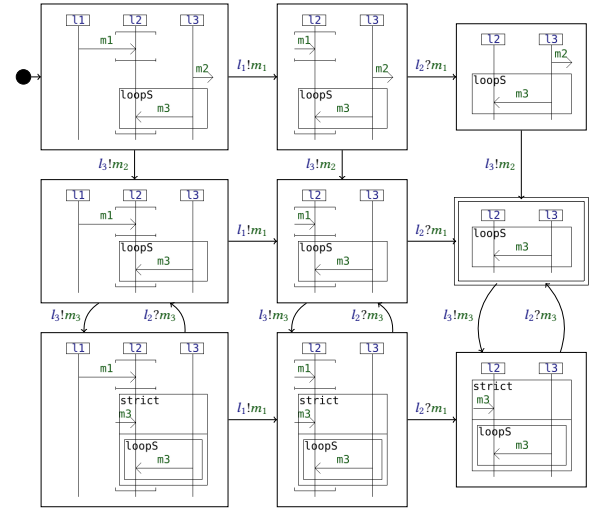 l1 l2 l3
m1
m2
loopS
m3
l₁!m₁
l2 l3
m1
m2
loopS
m3
l₂?m₁
l2 l3
m2
loopS
m3
l₃!m₂
l₃!m₂
l₃!m₂
l1 l2 l3
m1
loopS
m3
l₁!m₁
l2 l3
m1
loopS
m3
l₂?m₁
l2 l3
loopS
m3
l₃!m₃
l₂?m₃
l₃!m₃
l₂?m₃
l₃!m₃
l₂?m₃
l1 l2 l3
m1
strict
m3
loopS
m3
l₁!m₁
l2 l3
m1
strict
m3
loopS
m3
l₂?m₁
l2 l3
strict
m3
loopS
m3